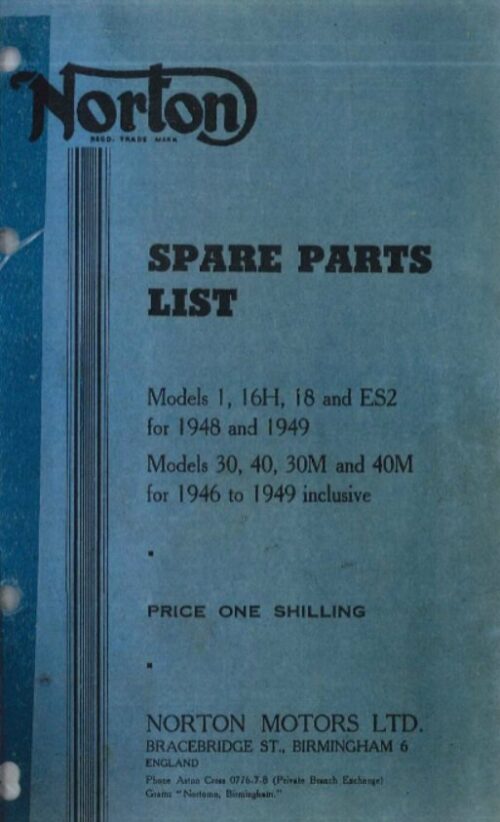 Norton
REGD. TRADE MARK
SPARE PARTS
LIST
Models 1, 16H, 18 and ES2
for 1948 and 1949
Models 30, 40, 30M and 40M
for 1946 to 1949 inclusive
PRICE ONE SHILLING
NORTON MOTORS LTD.
BRACEBRIDGE ST., BIRMINGHAM 6
ENGLAND
Phone Aston Cross 0776-7-8 (Private Branch Exchange)
Grams "Nortomo, Birmingham."